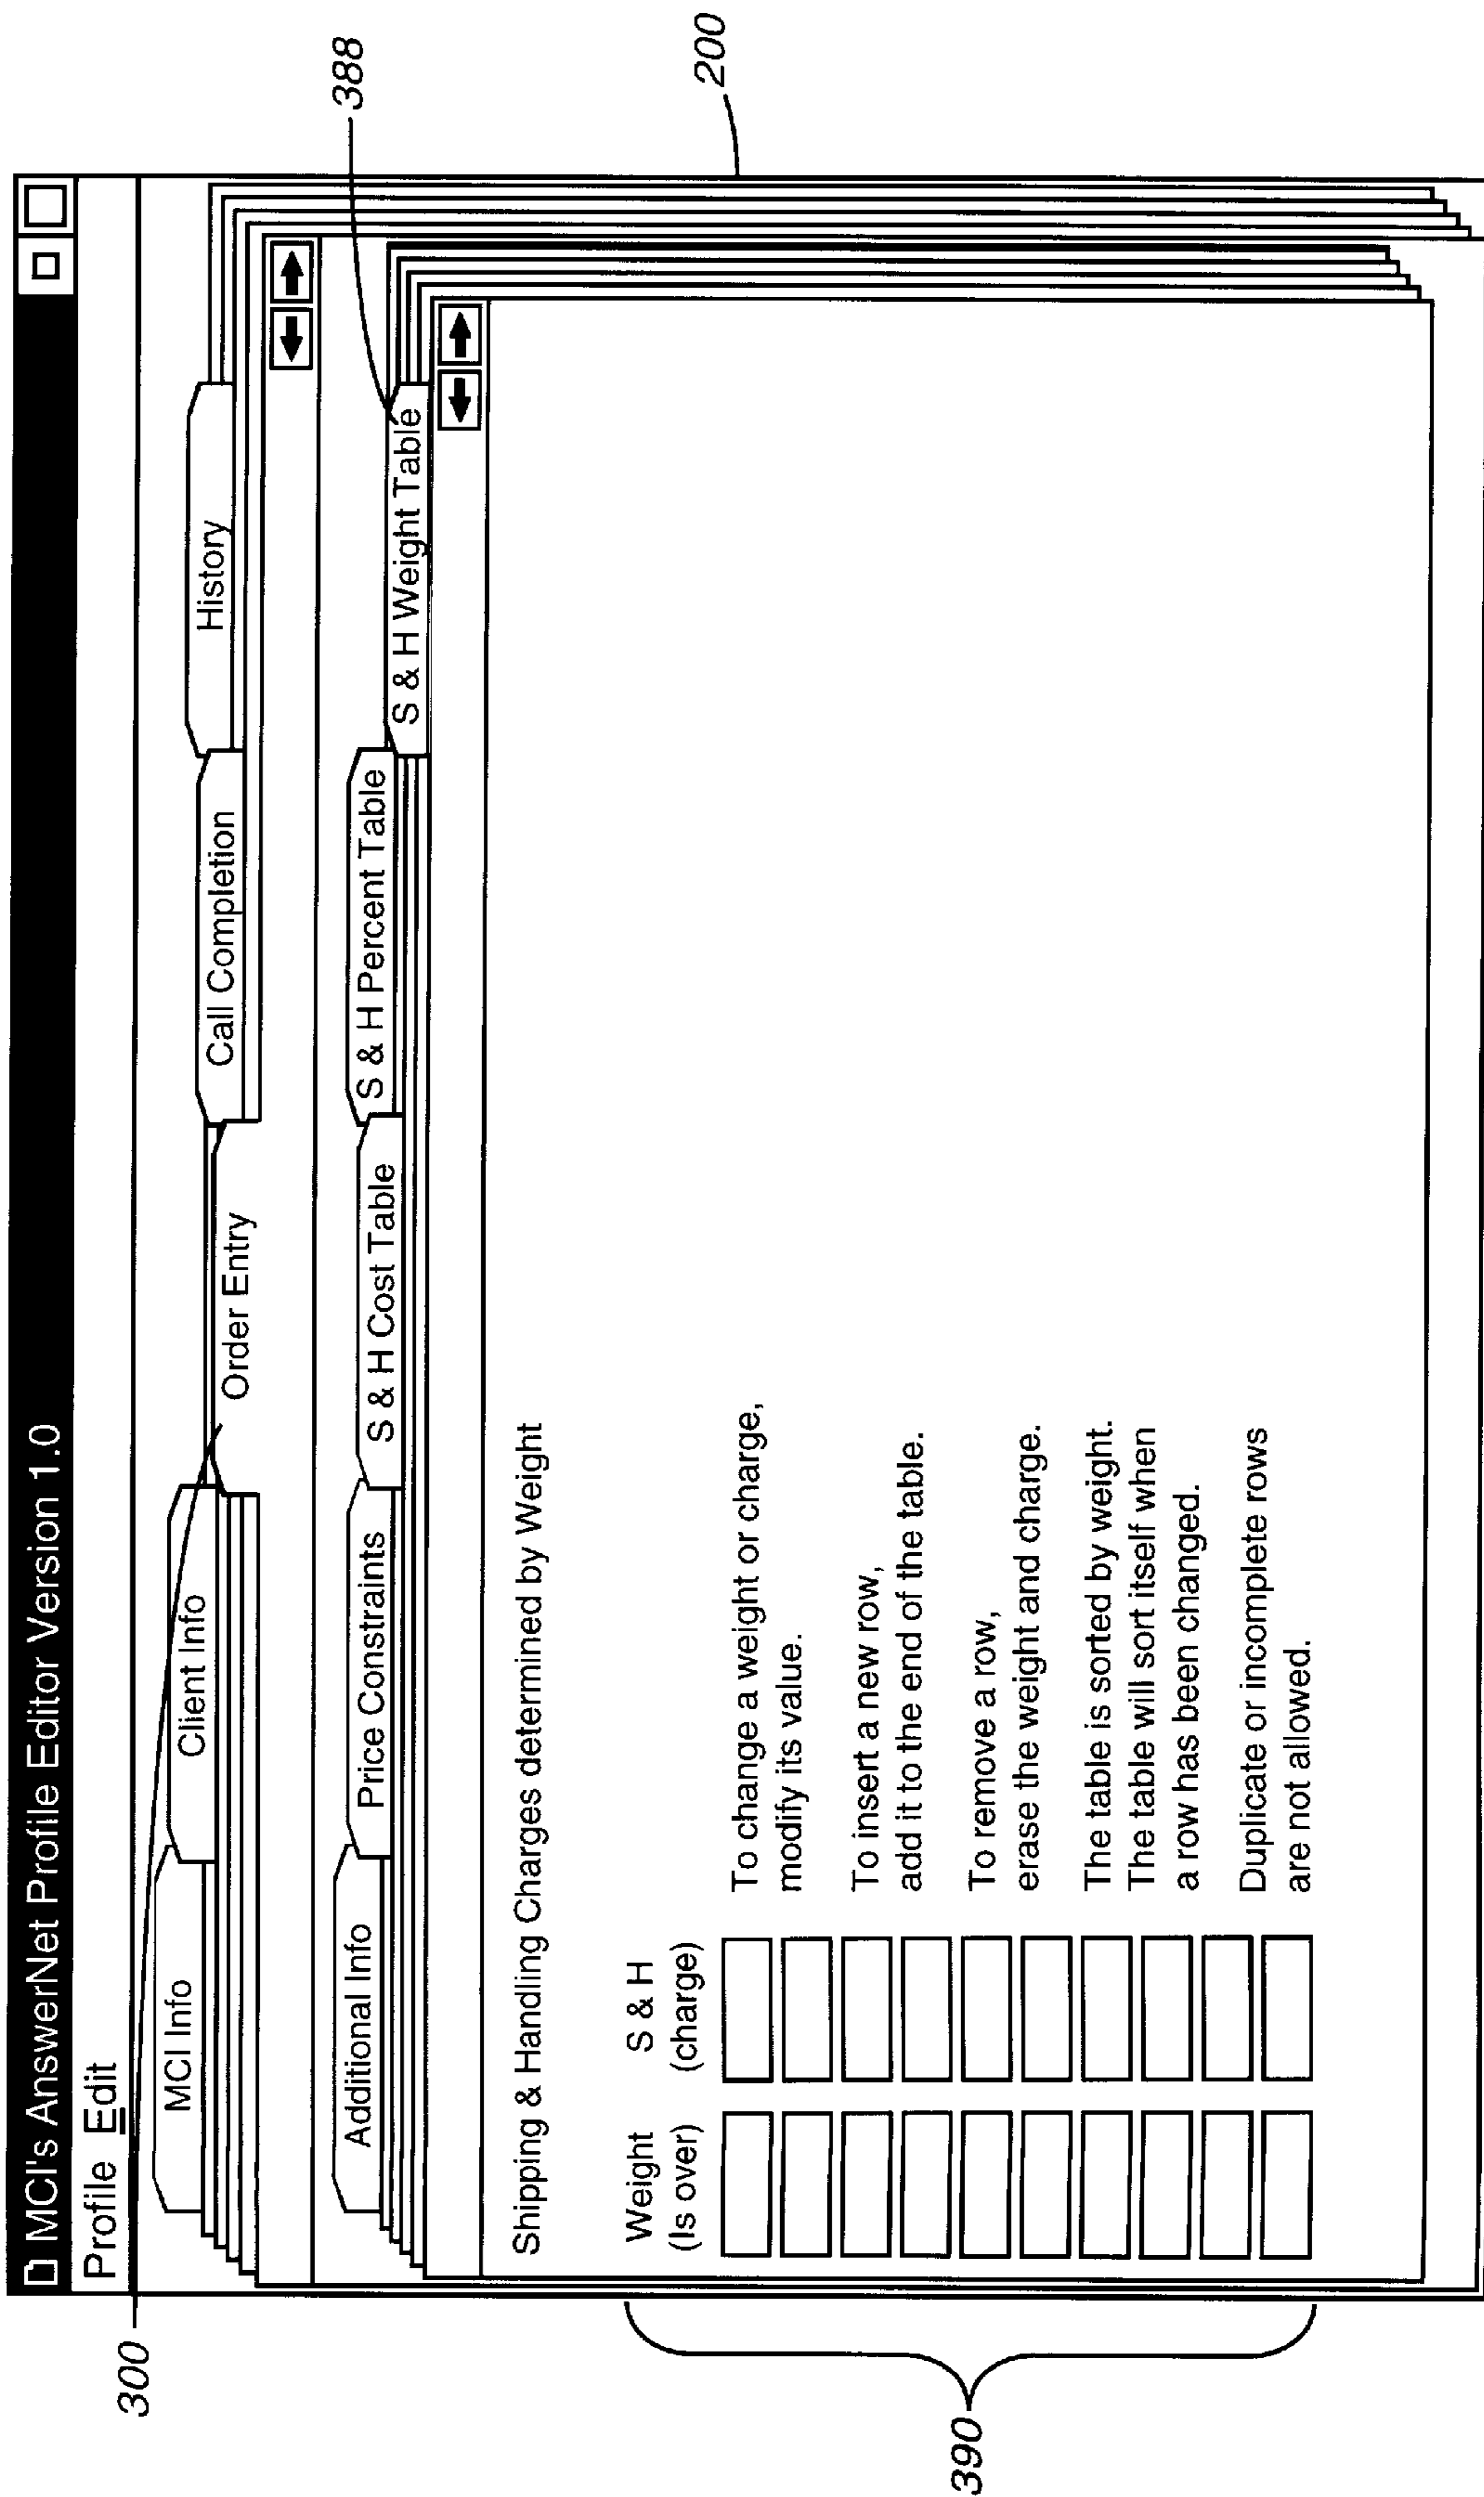 MCI's AnswerNet Profile Editor Version 1.0
Profile Edit
300
MCI Info
Client Info
Order Entry
Call Completion
History
388
Additional Info
Price Constraints
S & H Cost Table
S & H Percent Table
S & H Weight Table
200
Shipping & Handling Charges determined by Weight
390
Weight
(Is over)
S & H
(charge)
To change a weight or charge,
modify its value.
To insert a new row,
add it to the end of the table.
To remove a row,
erase the weight and charge.
The table is sorted by weight.
The table will sort itself when
a row has been changed.
Duplicate or incomplete rows
are not allowed.